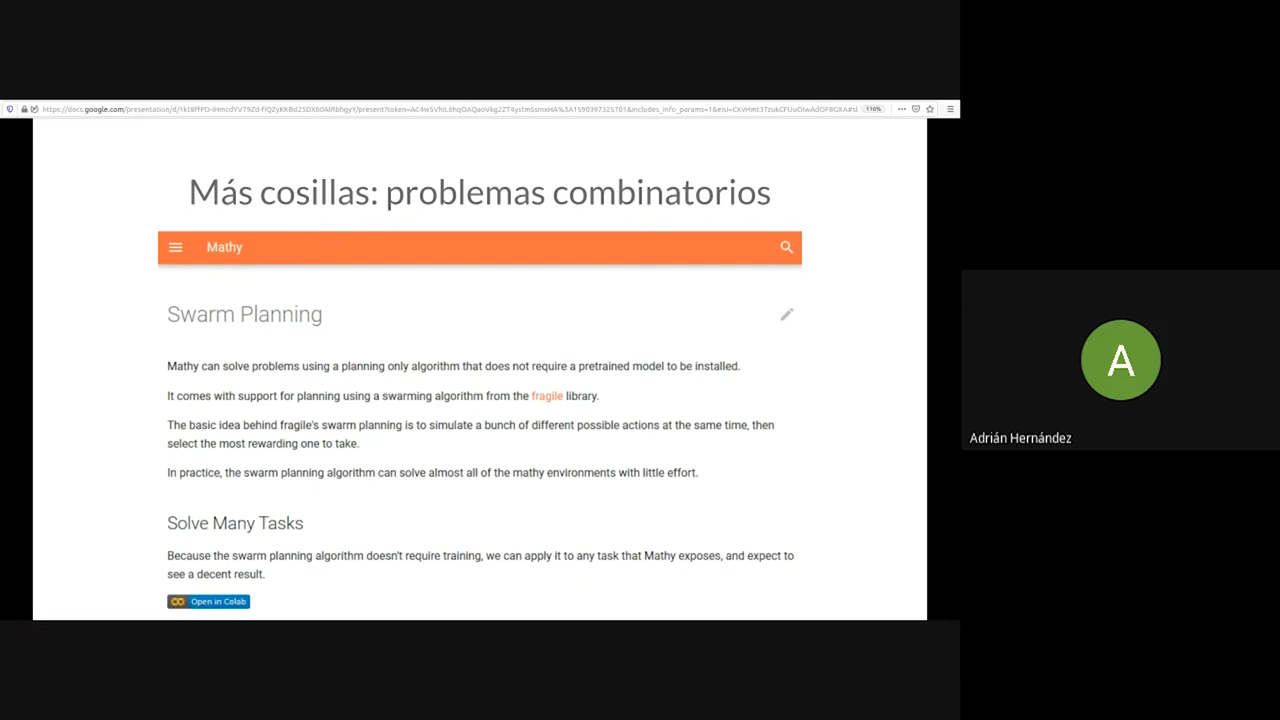 Más cosillas: problemas combinatorios
Mathy
Swarm Planning
Mathy can solve problems using a planning only algorithm that does not require a pretrained model to be installed.
It comes with support for planning using a swarming algorithm from the fragile library.
The basic idea behind fragile's swarm planning is to simulate a bunch of different possible actions at the same time, then
select the most rewarding one to take.
In practice, the swarm planning algorithm can solve almost all of the mathy environments with little effort.
Solve Many Tasks
Because the swarm planning algorithm doesn't require training, we can apply it to any task that Mathy exposes, and expect to
see a decent result.
Open in Colab
A
Adrián Hernández
110%